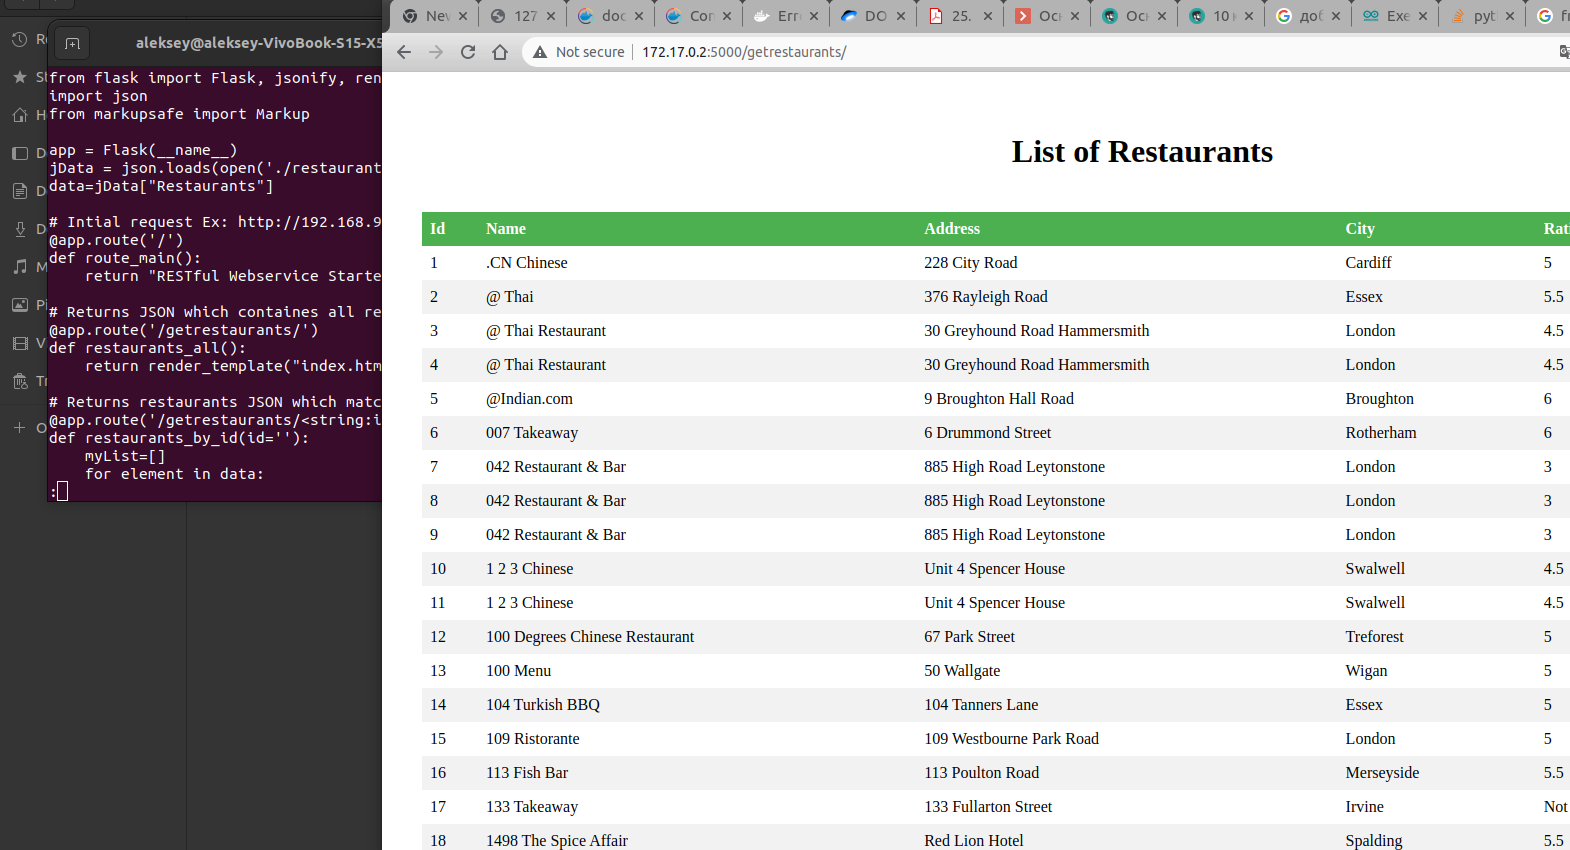 aleksey@aleksey-VivoBook-S15-X5
from flask import Flask, jsonify, ren
import json
from markupsafe import Markup
app = Flask(__name__)
jData = json.loads(open('./restaurant
data=jData["Restaurants"]
# Intial request Ex: http://192.168.9
@app.route('/')
def route_main():
    return "RESTful Webservice Starte
# Returns JSON which containes all re
@app.route('/getrestaurants/')
def restaurants_all():
    return render_template("index.htm
# Returns restaurants JSON which matc
@app.route('/getrestaurants/<string:i
def restaurants_by_id(id=''):
    myList=[]
    for element in data:
:
New 127 doc Con Erro DO 25. Осн Осн 10 к доб Exe pyt fr
Not secure 172.17.0.2:5000/getrestaurants/
List of Restaurants
Id Name Address City Rati
1 .CN Chinese 228 City Road Cardiff 5
2 @ Thai 376 Rayleigh Road Essex 5.5
3 @ Thai Restaurant 30 Greyhound Road Hammersmith London 4.5
4 @ Thai Restaurant 30 Greyhound Road Hammersmith London 4.5
5 @Indian.com 9 Broughton Hall Road Broughton 6
6 007 Takeaway 6 Drummond Street Rotherham 6
7 042 Restaurant & Bar 885 High Road Leytonstone London 3
8 042 Restaurant & Bar 885 High Road Leytonstone London 3
9 042 Restaurant & Bar 885 High Road Leytonstone London 3
10 1 2 3 Chinese Unit 4 Spencer House Swalwell 4.5
11 1 2 3 Chinese Unit 4 Spencer House Swalwell 4.5
12 100 Degrees Chinese Restaurant 67 Park Street Treforest 5
13 100 Menu 50 Wallgate Wigan 5
14 104 Turkish BBQ 104 Tanners Lane Essex 5
15 109 Ristorante 109 Westbourne Park Road London 5
16 113 Fish Bar 113 Poulton Road Merseyside 5.5
17 133 Takeaway 133 Fullarton Street Irvine Not
18 1498 The Spice Affair Red Lion Hotel Spalding 5.5